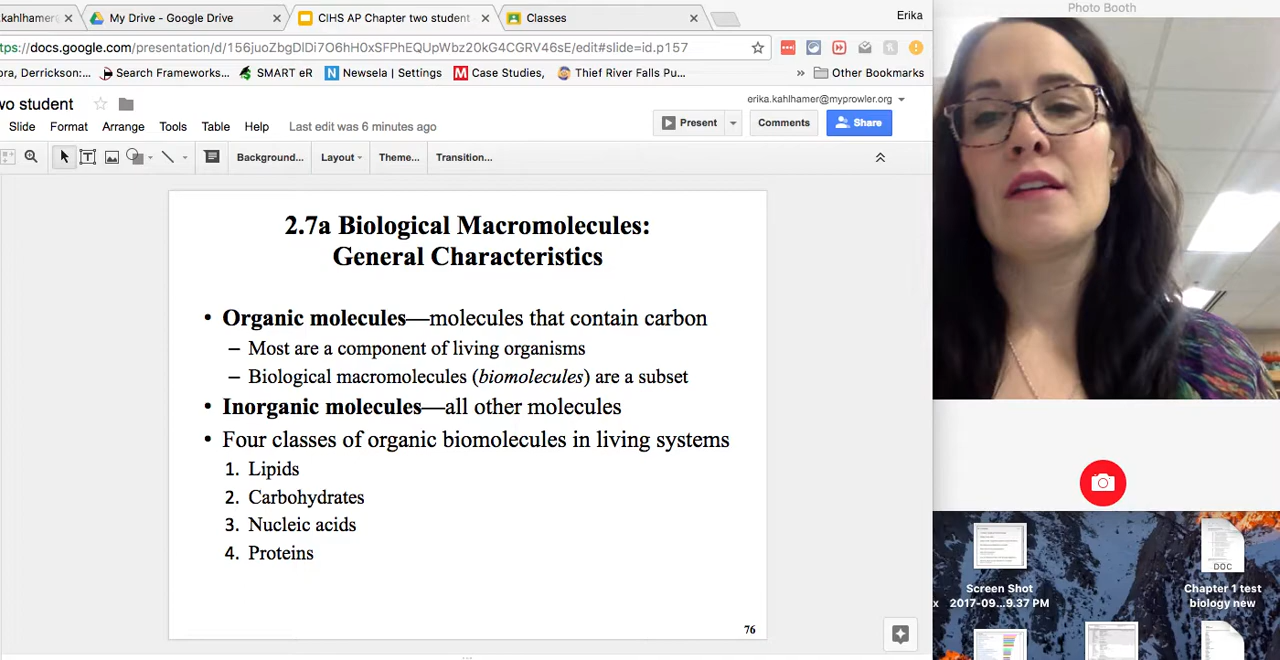 .kahlhamer@
My Drive - Google Drive
CIHS AP Chapter two student
Classes
Erika
Photo Booth
ttps://docs.google.com/presentation/d/156juoZbgDlDi7O6hH0xSFPhEQUpWbz20kG4CGRV46sE/edit#slide=id.p157
ora, Derrickson:...
Search Frameworks...
SMART eR
Newsela | Settings
Case Studies,
Thief River Falls Pu...
Other Bookmarks
wo student
erika.kahlhamer@myprowler.org
Slide Format Arrange Tools Table Help Last edit was 6 minutes ago
Present
Comments
Share
Background... Layout Theme... Transition...
2.7a Biological Macromolecules:
General Characteristics
• Organic molecules—molecules that contain carbon
– Most are a component of living organisms
– Biological macromolecules (biomolecules) are a subset
• Inorganic molecules—all other molecules
• Four classes of organic biomolecules in living systems
1. Lipids
2. Carbohydrates
3. Nucleic acids
4. Proteins
76
DOC
Screen Shot
2017-09...9.37 PM
Chapter 1 test
biology new